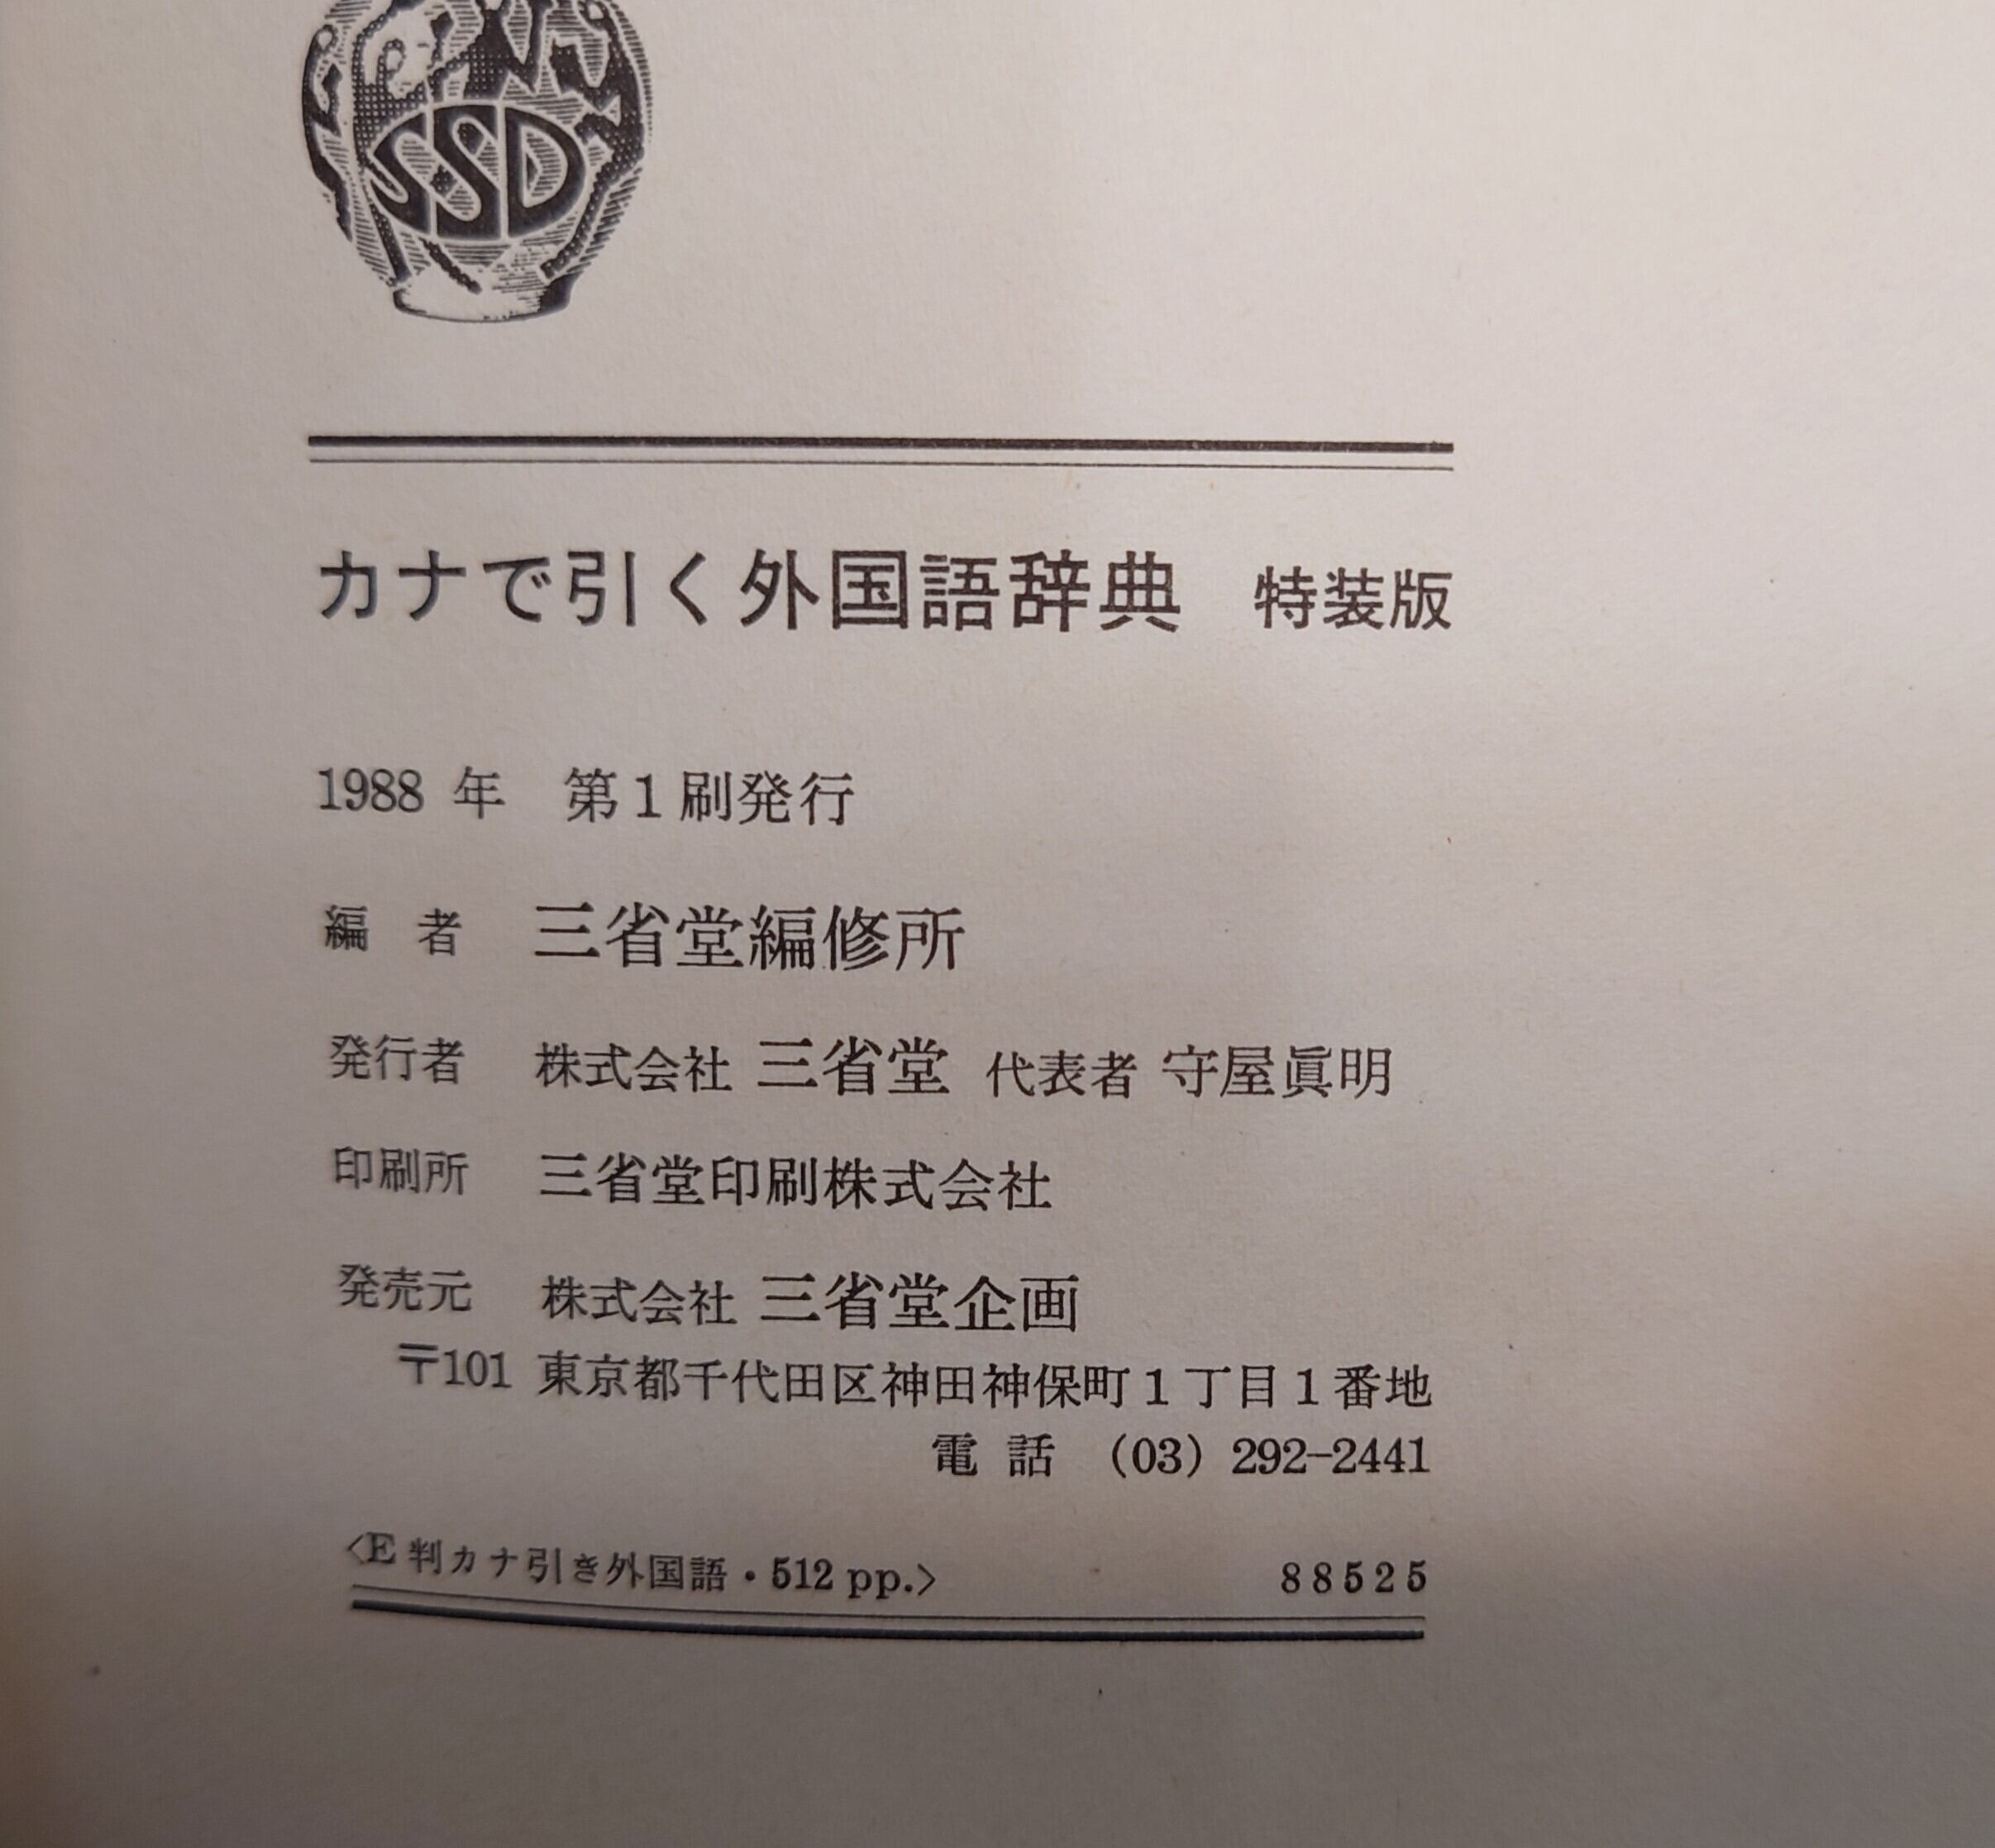 SSD
カナで引く外国語辞典 特装版
1988年 第1刷発行
編者 三省堂編修所
発行者 株式会社 三省堂 代表者 守屋眞明
印刷所 三省堂印刷株式会社
発売元 株式会社 三省堂企画
〒101 東京都千代田区神田神保町1丁目1番地
電話 (03) 292-2441
〈E判カナ引き外国語・512 pp.〉 88525